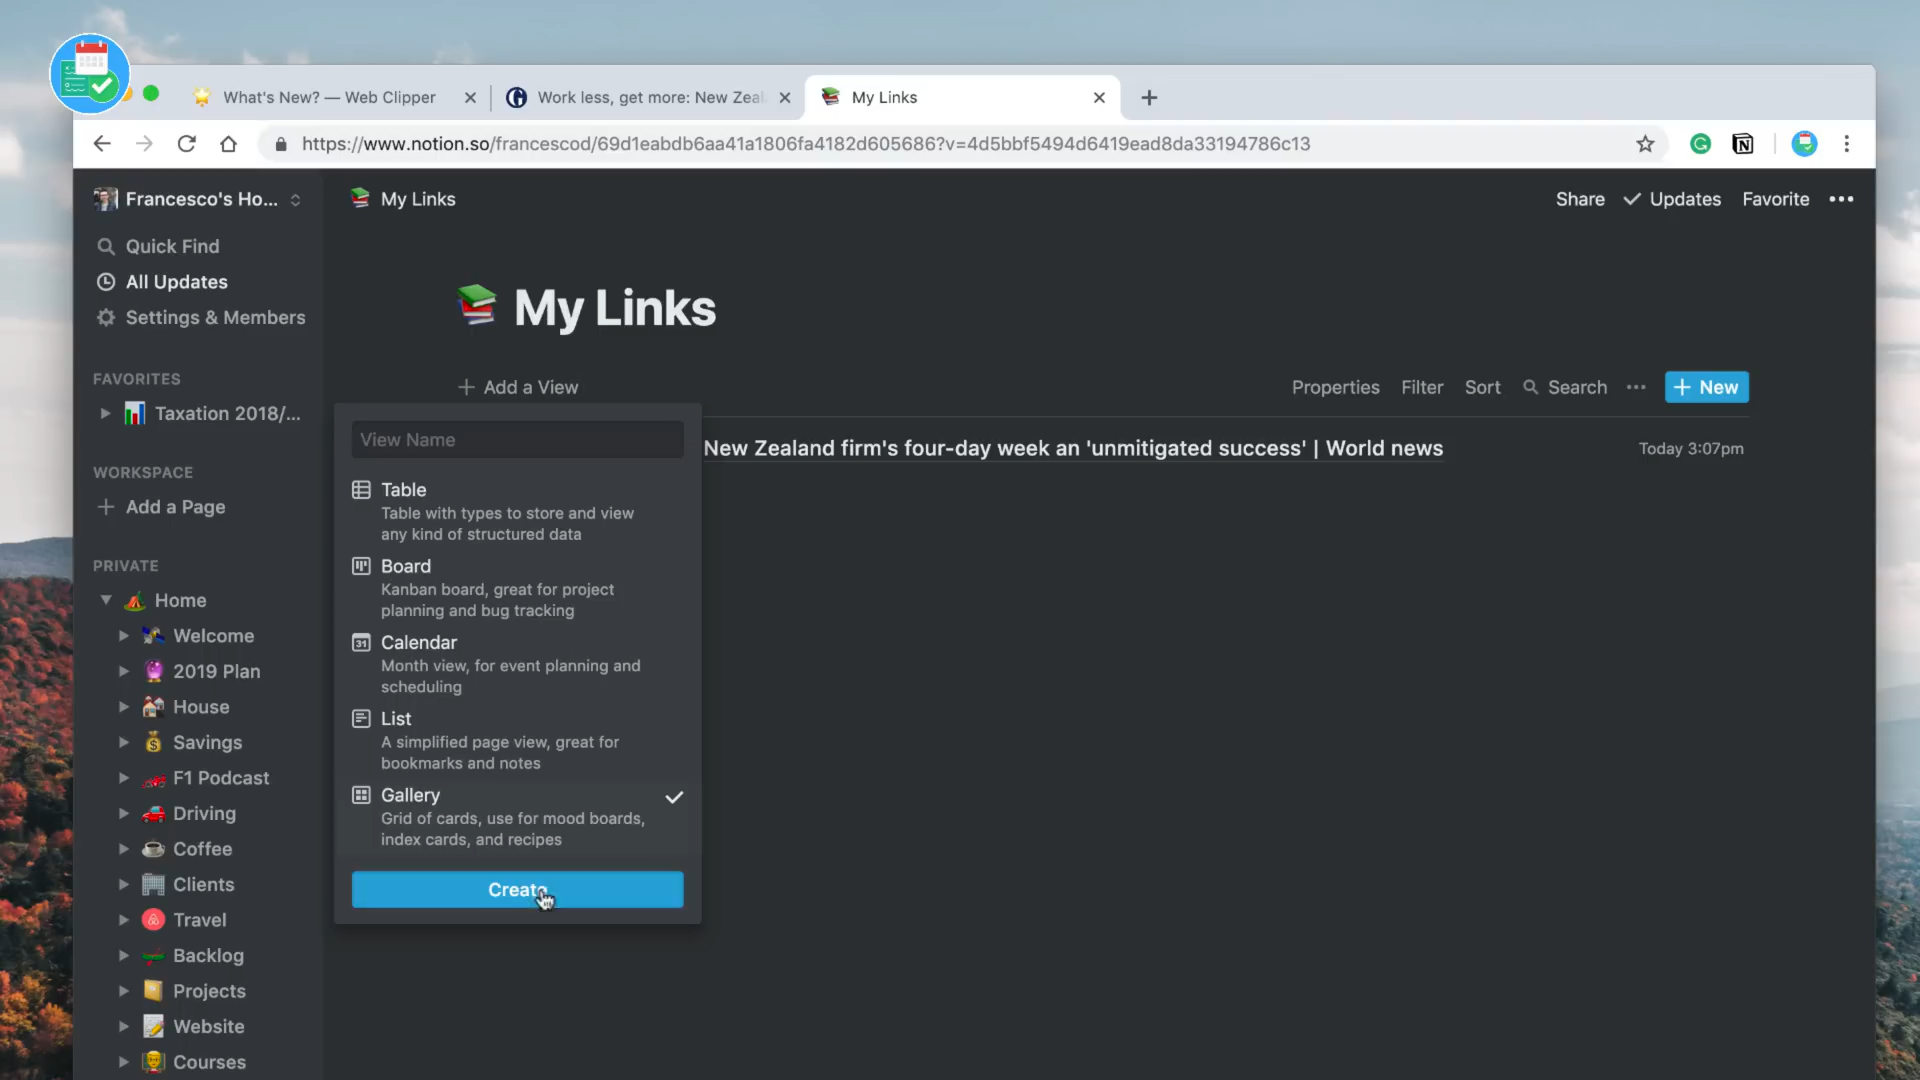 What's New? — Web Clipper
Work less, get more: New Zeal
My Links
https://www.notion.so/francescod/69d1eabdb6aa41a1806fa4182d605686?v=4d5bbf5494d6419ead8da33194786c13
Francesco's Ho...
My Links
Share
Updates
Favorite
Quick Find
All Updates
Settings & Members
My Links
FAVORITES
Taxation 2018/...
Add a View
Properties
Filter
Sort
Search
New
View Name
New Zealand firm's four-day week an 'unmitigated success' | World news
Today 3:07pm
WORKSPACE
Add a Page
Table
Table with types to store and view
any kind of structured data
Board
Kanban board, great for project
planning and bug tracking
Calendar
Month view, for event planning and
scheduling
List
A simplified page view, great for
bookmarks and notes
Gallery
Grid of cards, use for mood boards,
index cards, and recipes
Create
PRIVATE
Home
Welcome
2019 Plan
House
Savings
F1 Podcast
Driving
Coffee
Clients
Travel
Backlog
Projects
Website
Courses